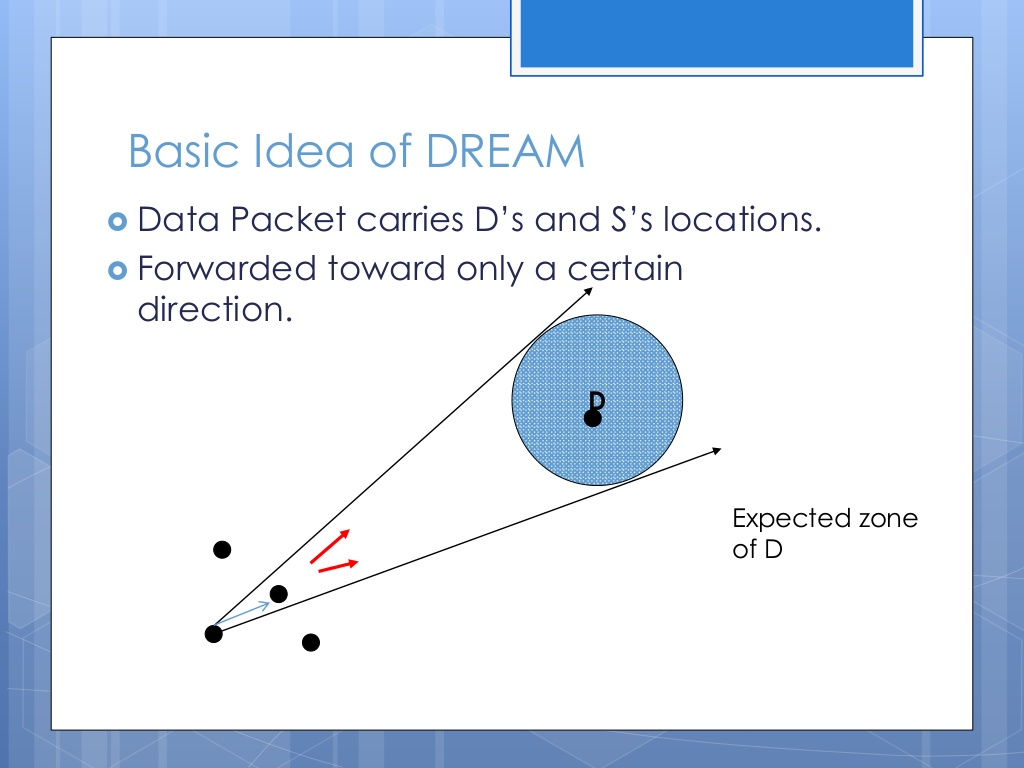 Basic Idea of DREAM
Data Packet carries D’s and S’s locations.
Forwarded toward only a certain
direction.
D
Expected zone
of D